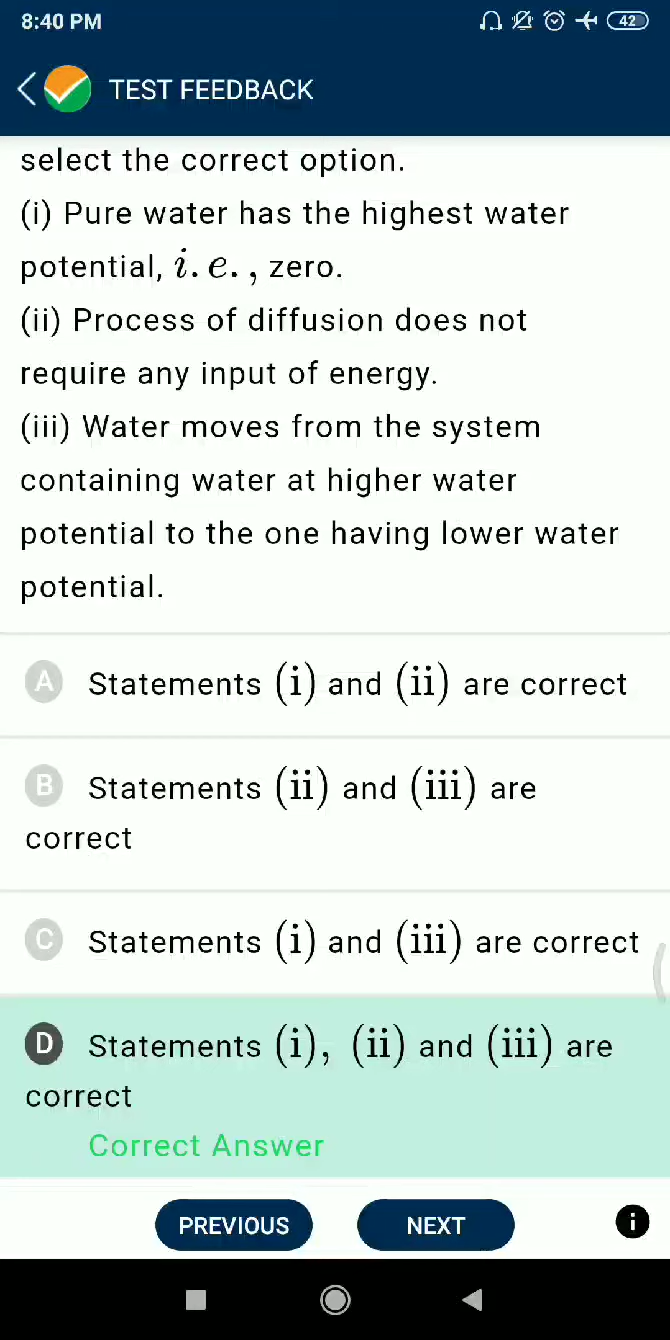 8:40 PM 42
TEST FEEDBACK
select the correct option.
(i) Pure water has the highest water
potential, i. e. , zero.
(ii) Process of diffusion does not
require any input of energy.
(iii) Water moves from the system
containing water at higher water
potential to the one having lower water
potential.
A Statements (i) and (ii) are correct
B Statements (ii) and (iii) are
correct
C Statements (i) and (iii) are correct
D Statements (i), (ii) and (iii) are
correct
Correct Answer
PREVIOUS NEXT i